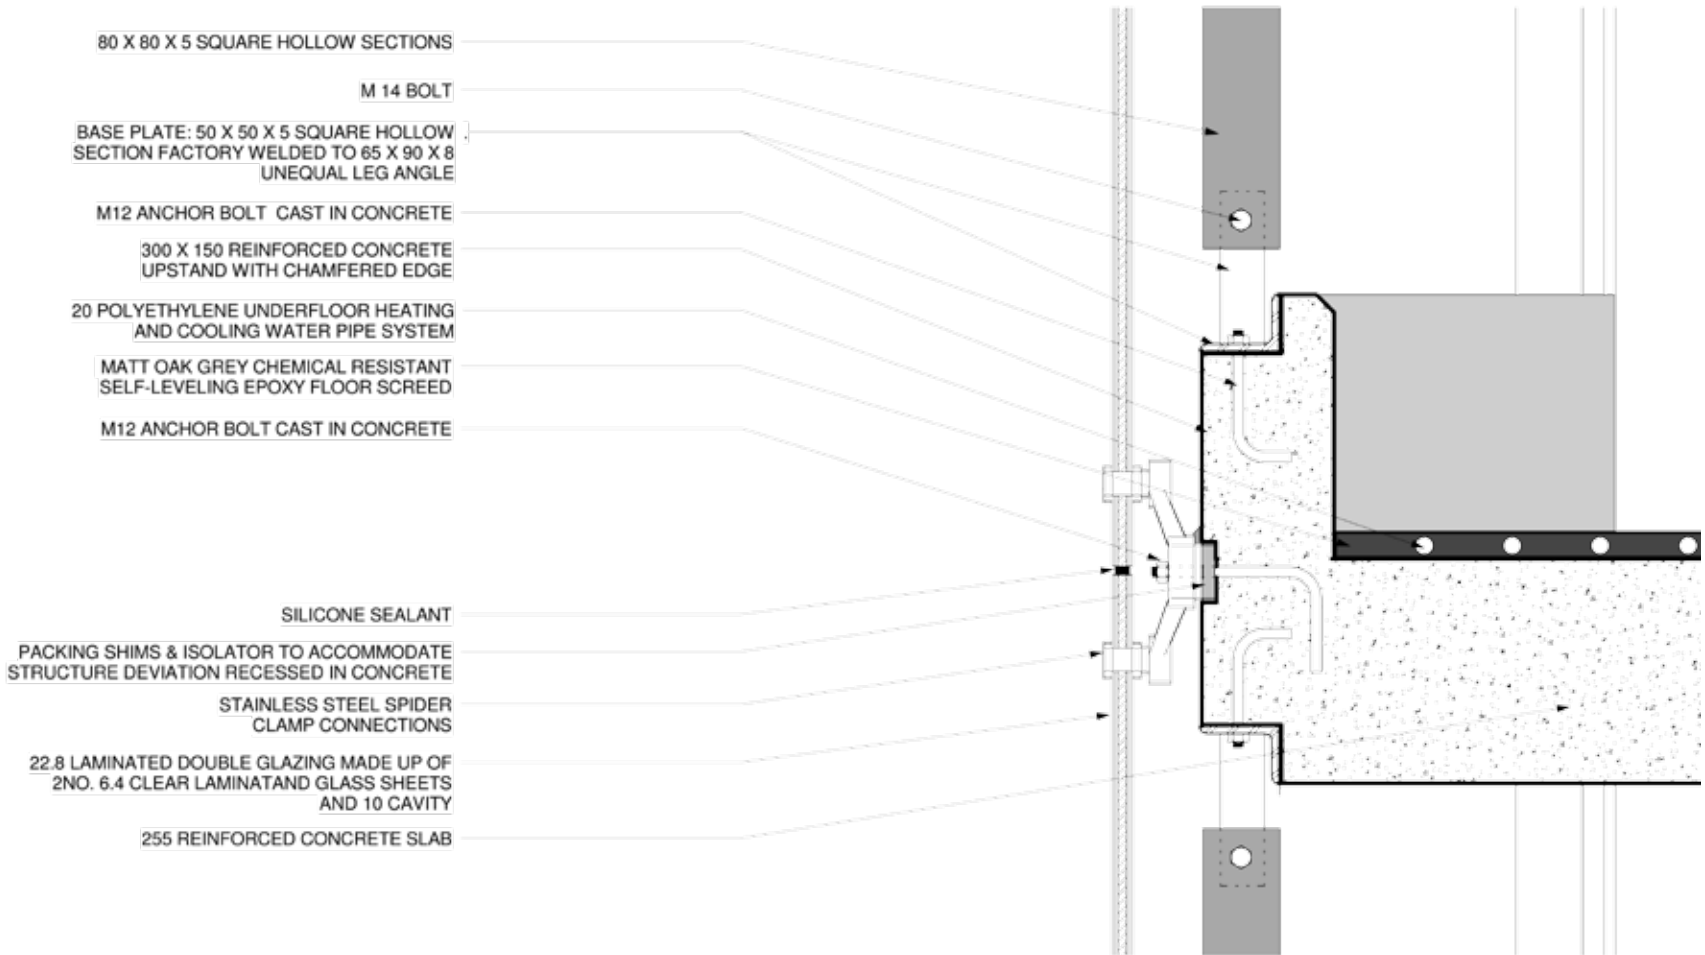 80 X 80 X 5 SQUARE HOLLOW SECTIONS
M 14 BOLT
BASE PLATE: 50 X 50 X 5 SQUARE HOLLOW
SECTION FACTORY WELDED TO 65 X 90 X 8
UNEQUAL LEG ANGLE
M12 ANCHOR BOLT CAST IN CONCRETE
300 X 150 REINFORCED CONCRETE
UPSTAND WITH CHAMFERED EDGE
20 POLYETHYLENE UNDERFLOOR HEATING
AND COOLING WATER PIPE SYSTEM
MATT OAK GREY CHEMICAL RESISTANT
SELF-LEVELING EPOXY FLOOR SCREED
M12 ANCHOR BOLT CAST IN CONCRETE
SILICONE SEALANT
PACKING SHIMS & ISOLATOR TO ACCOMMODATE
STRUCTURE DEVIATION RECESSED IN CONCRETE
STAINLESS STEEL SPIDER
CLAMP CONNECTIONS
22.8 LAMINATED DOUBLE GLAZING MADE UP OF
2NO. 6.4 CLEAR LAMINATAND GLASS SHEETS
AND 10 CAVITY
255 REINFORCED CONCRETE SLAB